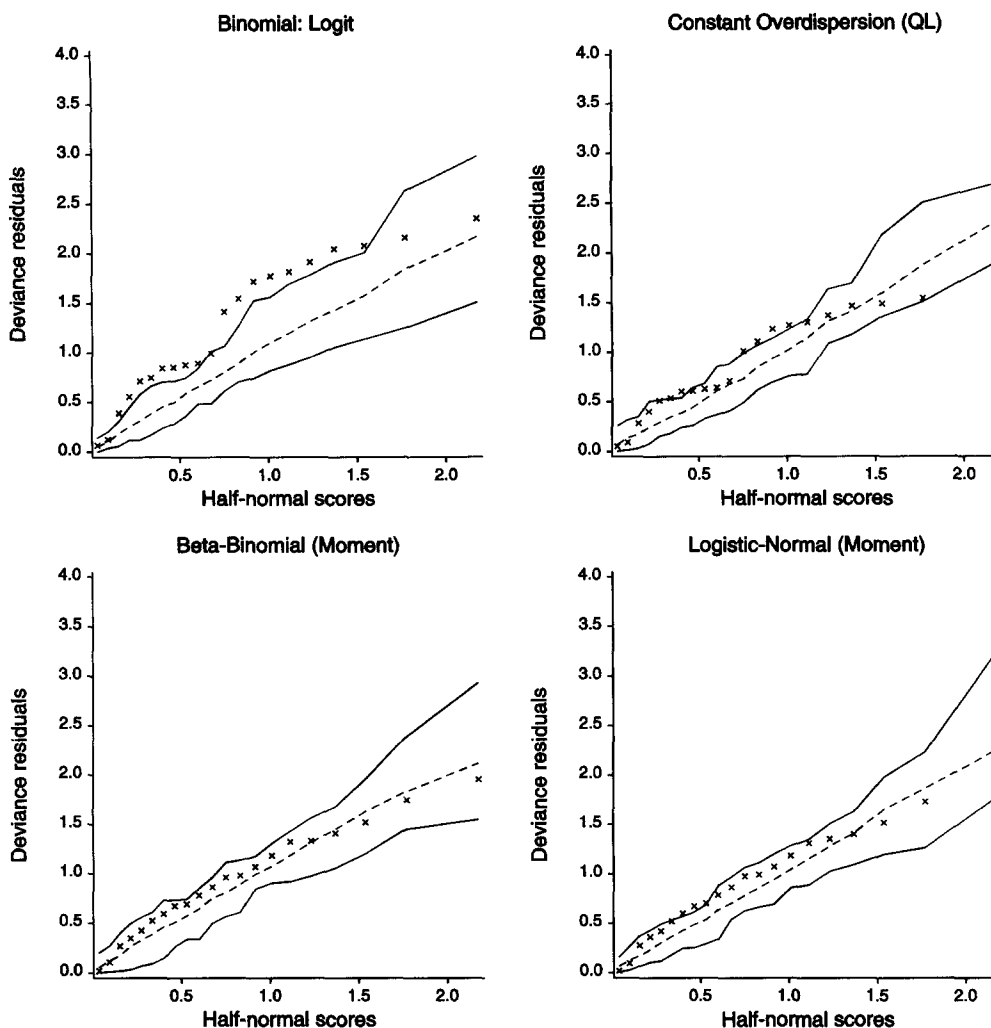 Binomial: Logit
Deviance residuals
4.0
3.5
3.0
2.5
2.0
1.5
1.0
0.5
0.0
0.5 1.0 1.5 2.0
Half-normal scores
Constant Overdispersion (QL)
Deviance residuals
4.0
3.5
3.0
2.5
2.0
1.5
1.0
0.5
0.0
0.5 1.0 1.5 2.0
Half-normal scores
Beta-Binomial (Moment)
Deviance residuals
4.0
3.5
3.0
2.5
2.0
1.5
1.0
0.5
0.0
0.5 1.0 1.5 2.0
Half-normal scores
Logistic-Normal (Moment)
Deviance residuals
4.0
3.5
3.0
2.5
2.0
1.5
1.0
0.5
0.0
0.5 1.0 1.5 2.0
Half-normal scores